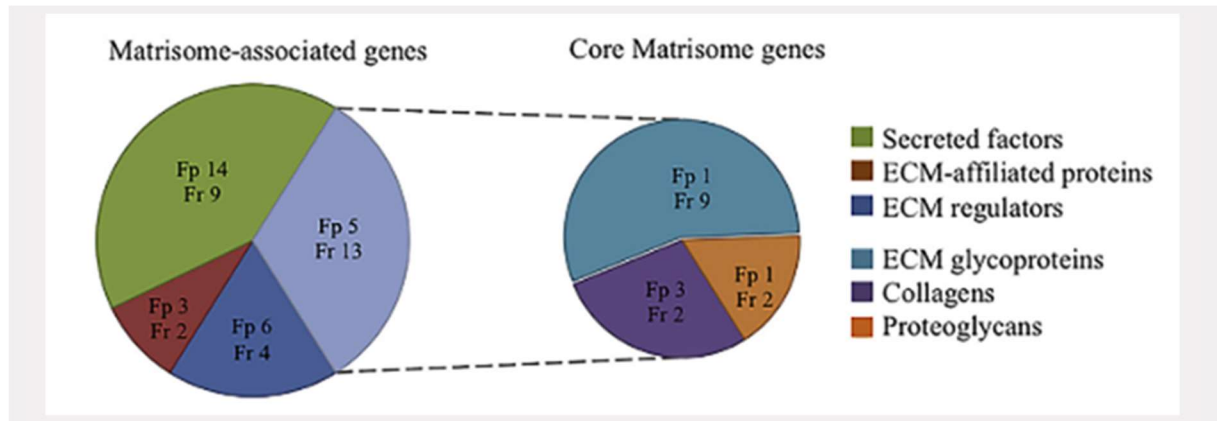 Matrisome-associated genes
Core Matrisome genes
Fp 14
Fr 9
Fp 5
Fr 13
Fp 3
Fr 2
Fp 6
Fr 4
Fp 1
Fr 9
Fp 1
Fr 2
Fp 3
Fr 2
Secreted factors
ECM-affiliated proteins
ECM regulators
ECM glycoproteins
Collagens
Proteoglycans